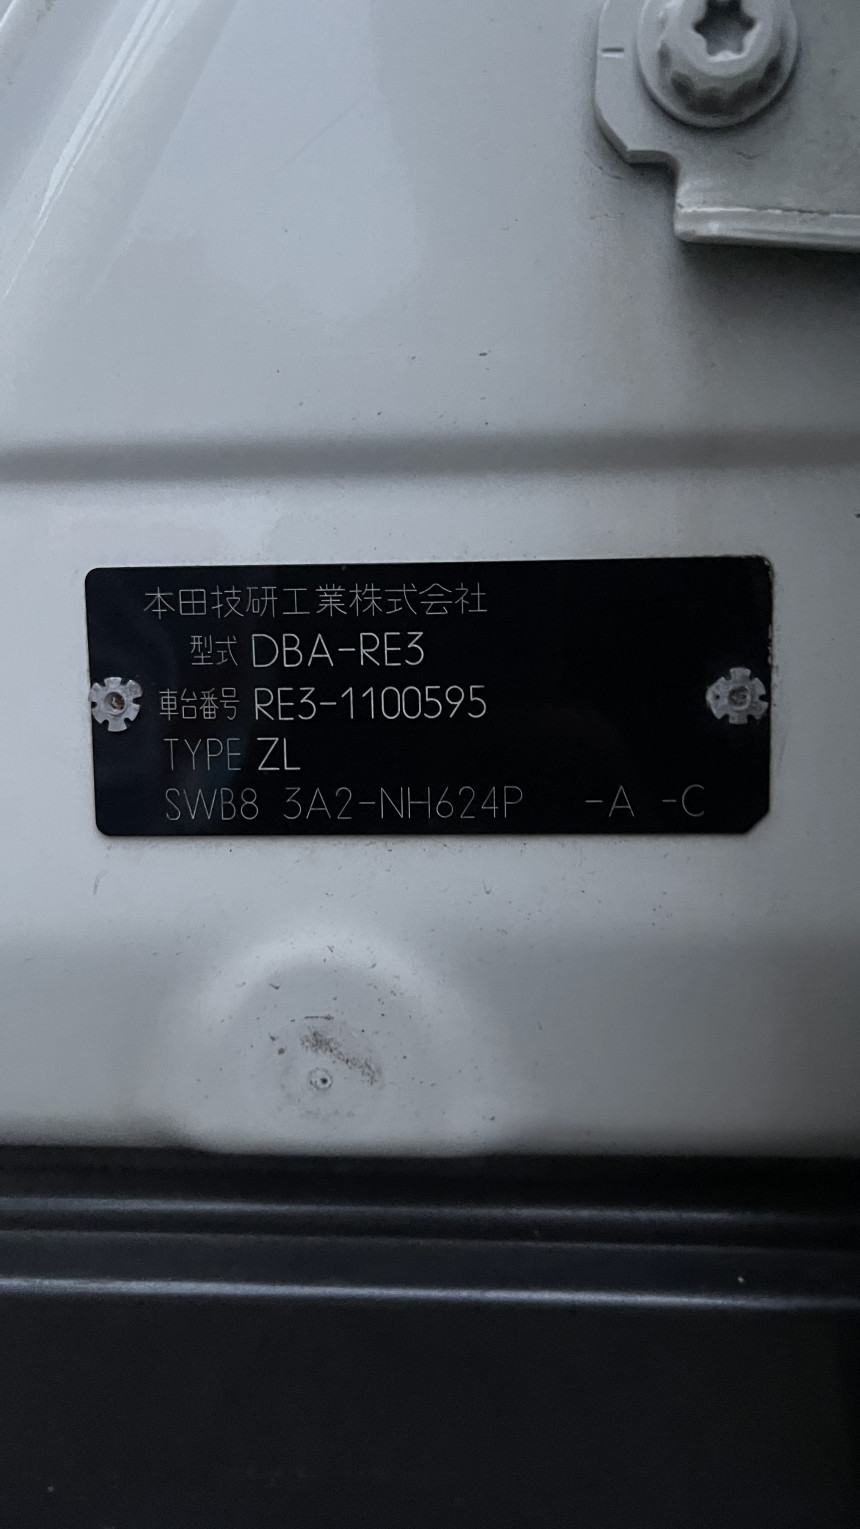 本田技研工業株式会社
型式 DBA-RE3
車台番号 RE3-1100595
TYPE ZL
SWB8 3A2-NH624P -A -C